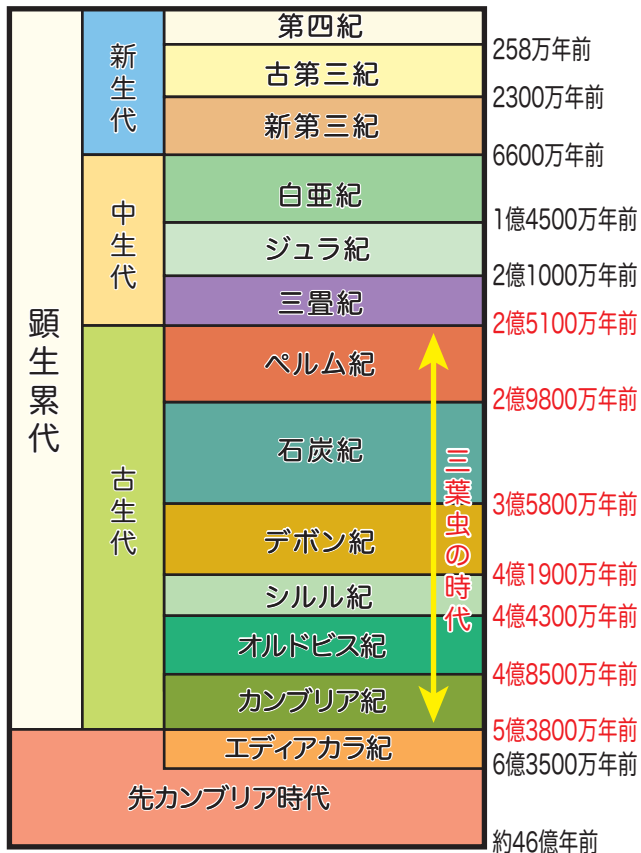 第四紀
258万年前
古第三紀
2300万年前
新第三紀
6600万年前
新生代
白亜紀
1億4500万年前
ジュラ紀
2億1000万年前
三畳紀
2億5100万年前
中生代
ペルム紀
2億9800万年前
石炭紀
3億5800万年前
デボン紀
4億1900万年前
シルル紀
4億4300万年前
オルドビス紀
4億8500万年前
カンブリア紀
5億3800万年前
古生代
三葉虫の時代
顕生累代
エディアカラ紀
6億3500万年前
先カンブリア時代
約46億年前